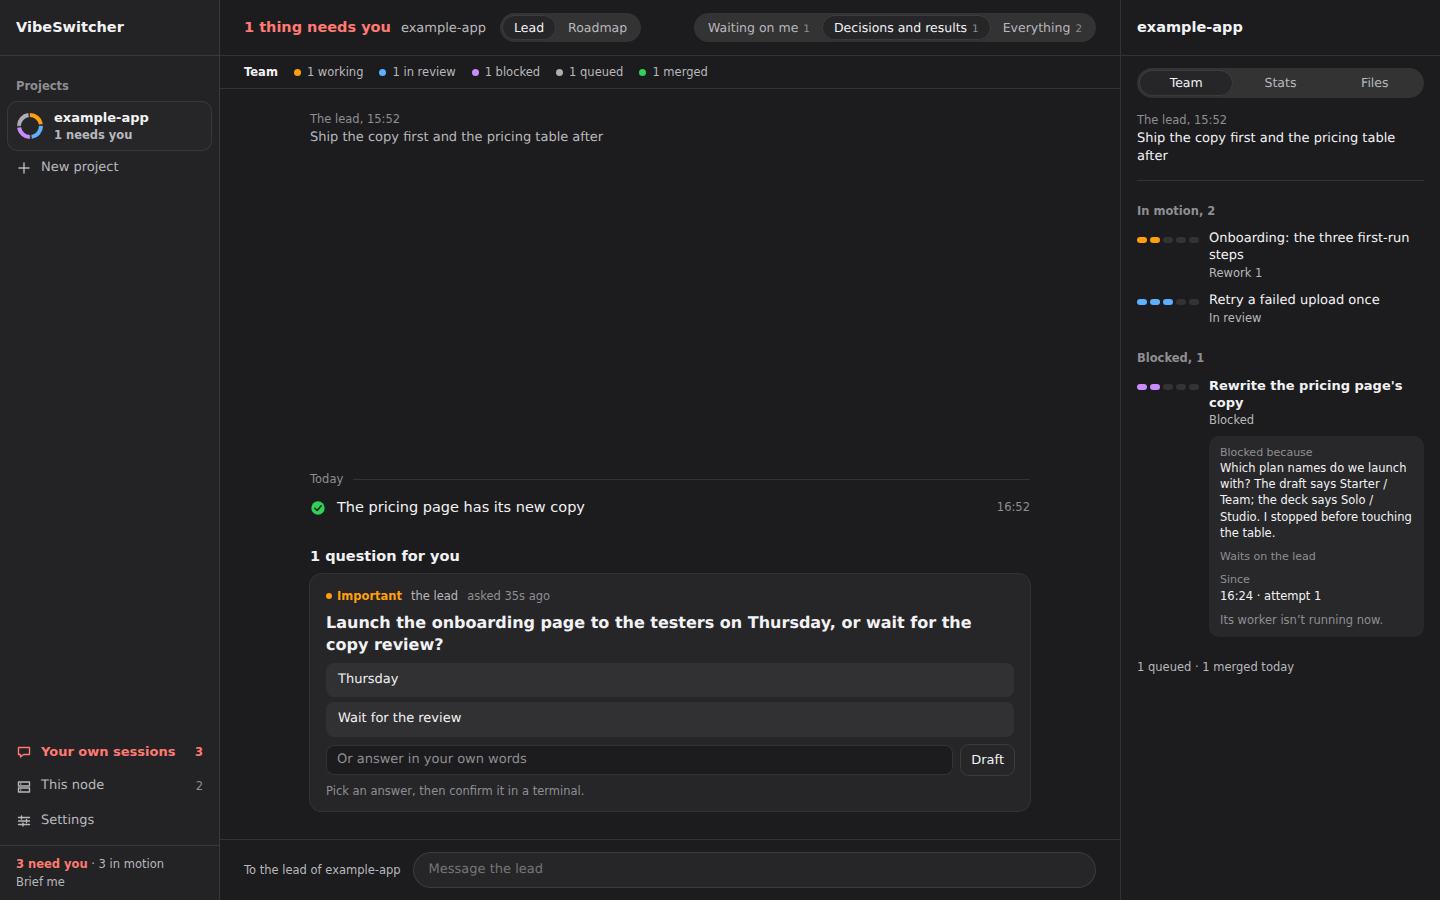 VibeSwitcher
Projects
example-app
1 needs you
New project
Your own sessions 3
This node 2
Settings
3 need you · 3 in motion
Brief me
1 thing needs you example-app Lead Roadmap Waiting on me 1 Decisions and results 1 Everything 2
Team 1 working 1 in review 1 blocked 1 queued 1 merged
The lead, 15:52
Ship the copy first and the pricing table after
Today
The pricing page has its new copy 16:52
1 question for you
Important the lead asked 35s ago
Launch the onboarding page to the testers on Thursday, or wait for the
copy review?
Thursday
Wait for the review
Or answer in your own words Draft
Pick an answer, then confirm it in a terminal.
To the lead of example-app Message the lead
example-app
Team Stats Files
The lead, 15:52
Ship the copy first and the pricing table
after
In motion, 2
Onboarding: the three first-run
steps
Rework 1
Retry a failed upload once
In review
Blocked, 1
Rewrite the pricing page's
copy
Blocked
Blocked because
Which plan names do we launch
with? The draft says Starter /
Team; the deck says Solo /
Studio. I stopped before touching
the table.
Waits on the lead
Since
16:24 · attempt 1
Its worker isn’t running now.
1 queued · 1 merged today